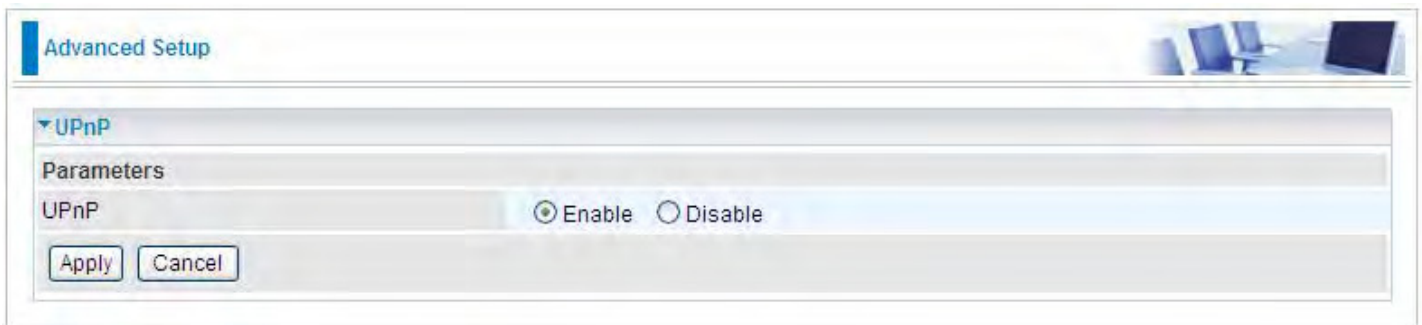 Advanced Setup
UPnP
Parameters
UPnP Enable Disable
Apply Cancel